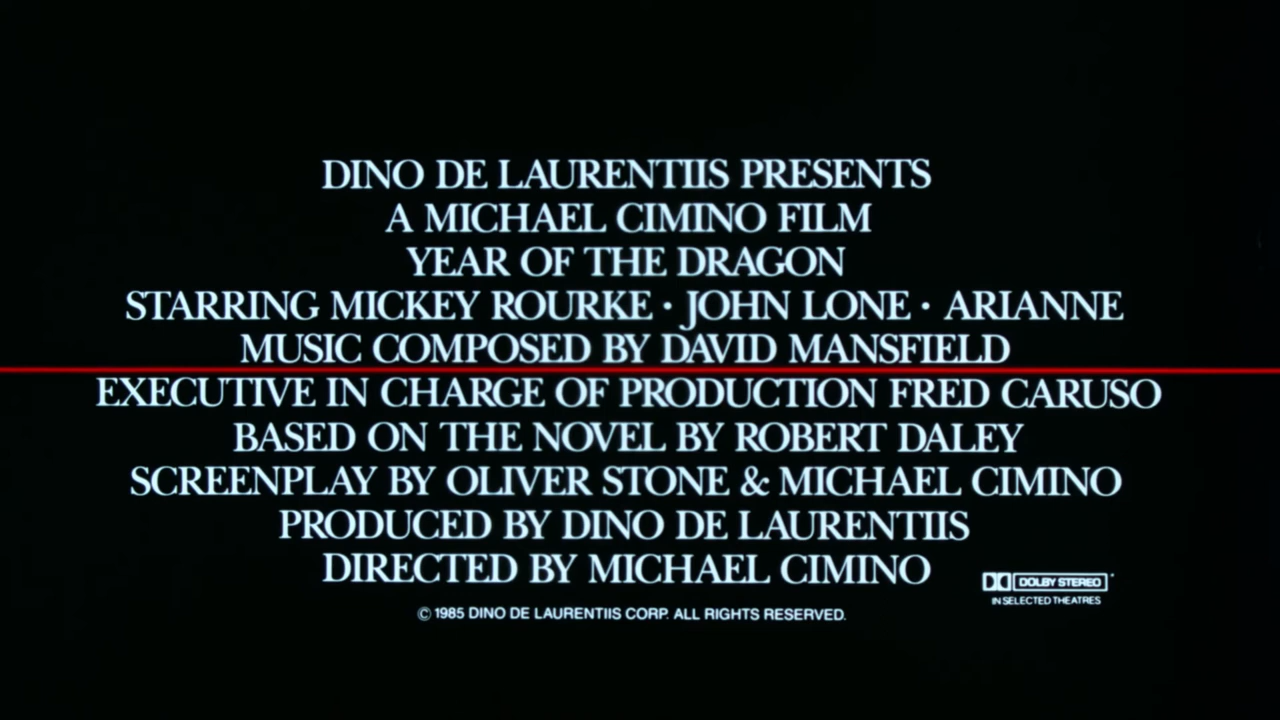 DINO DE LAURENTIIS PRESENTS
A MICHAEL CIMINO FILM
YEAR OF THE DRAGON
STARRING MICKEY ROURKE · JOHN LONE · ARIANNE
MUSIC COMPOSED BY DAVID MANSFIELD
EXECUTIVE IN CHARGE OF PRODUCTION FRED CARUSO
BASED ON THE NOVEL BY ROBERT DALEY
SCREENPLAY BY OLIVER STONE & MICHAEL CIMINO
PRODUCED BY DINO DE LAURENTIIS
DIRECTED BY MICHAEL CIMINO
DOLBY STEREO
IN SELECTED THEATRES
© 1985 DINO DE LAURENTIIS CORP. ALL RIGHTS RESERVED.